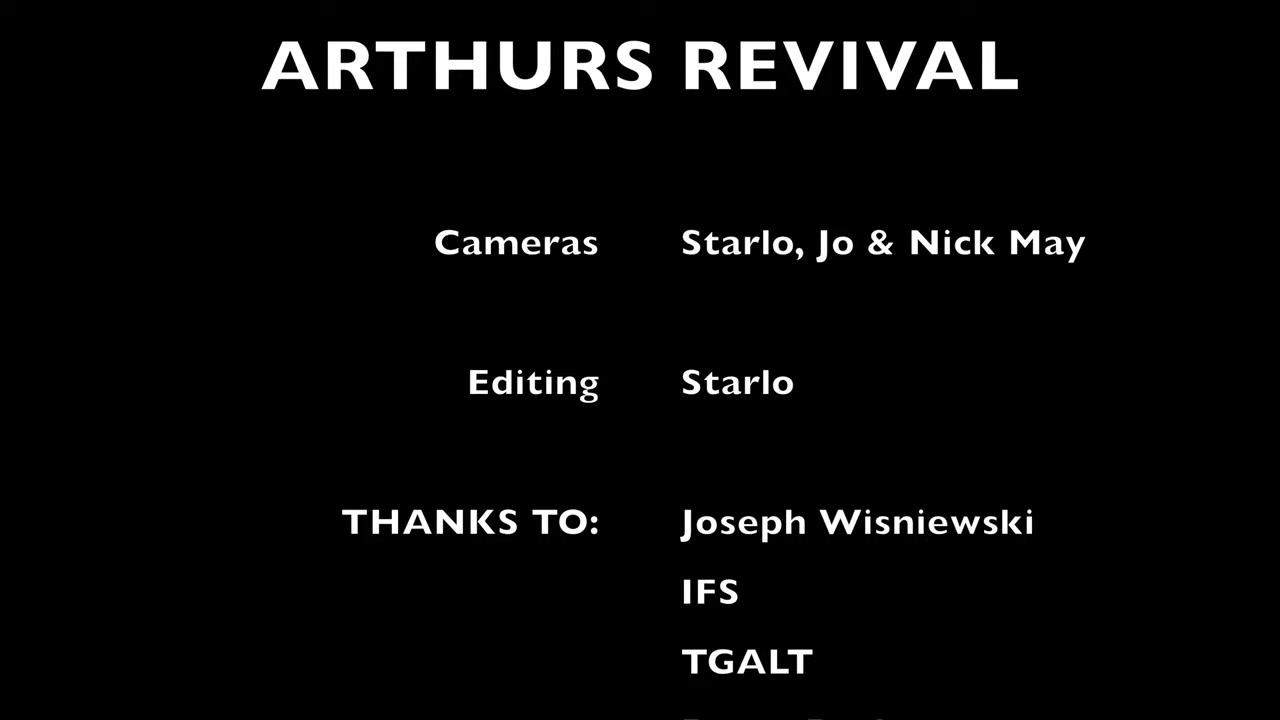 ARTHURS REVIVAL
Cameras Starlo, Jo & Nick May
Editing Starlo
THANKS TO: Joseph Wisniewski
IFS
TGALT